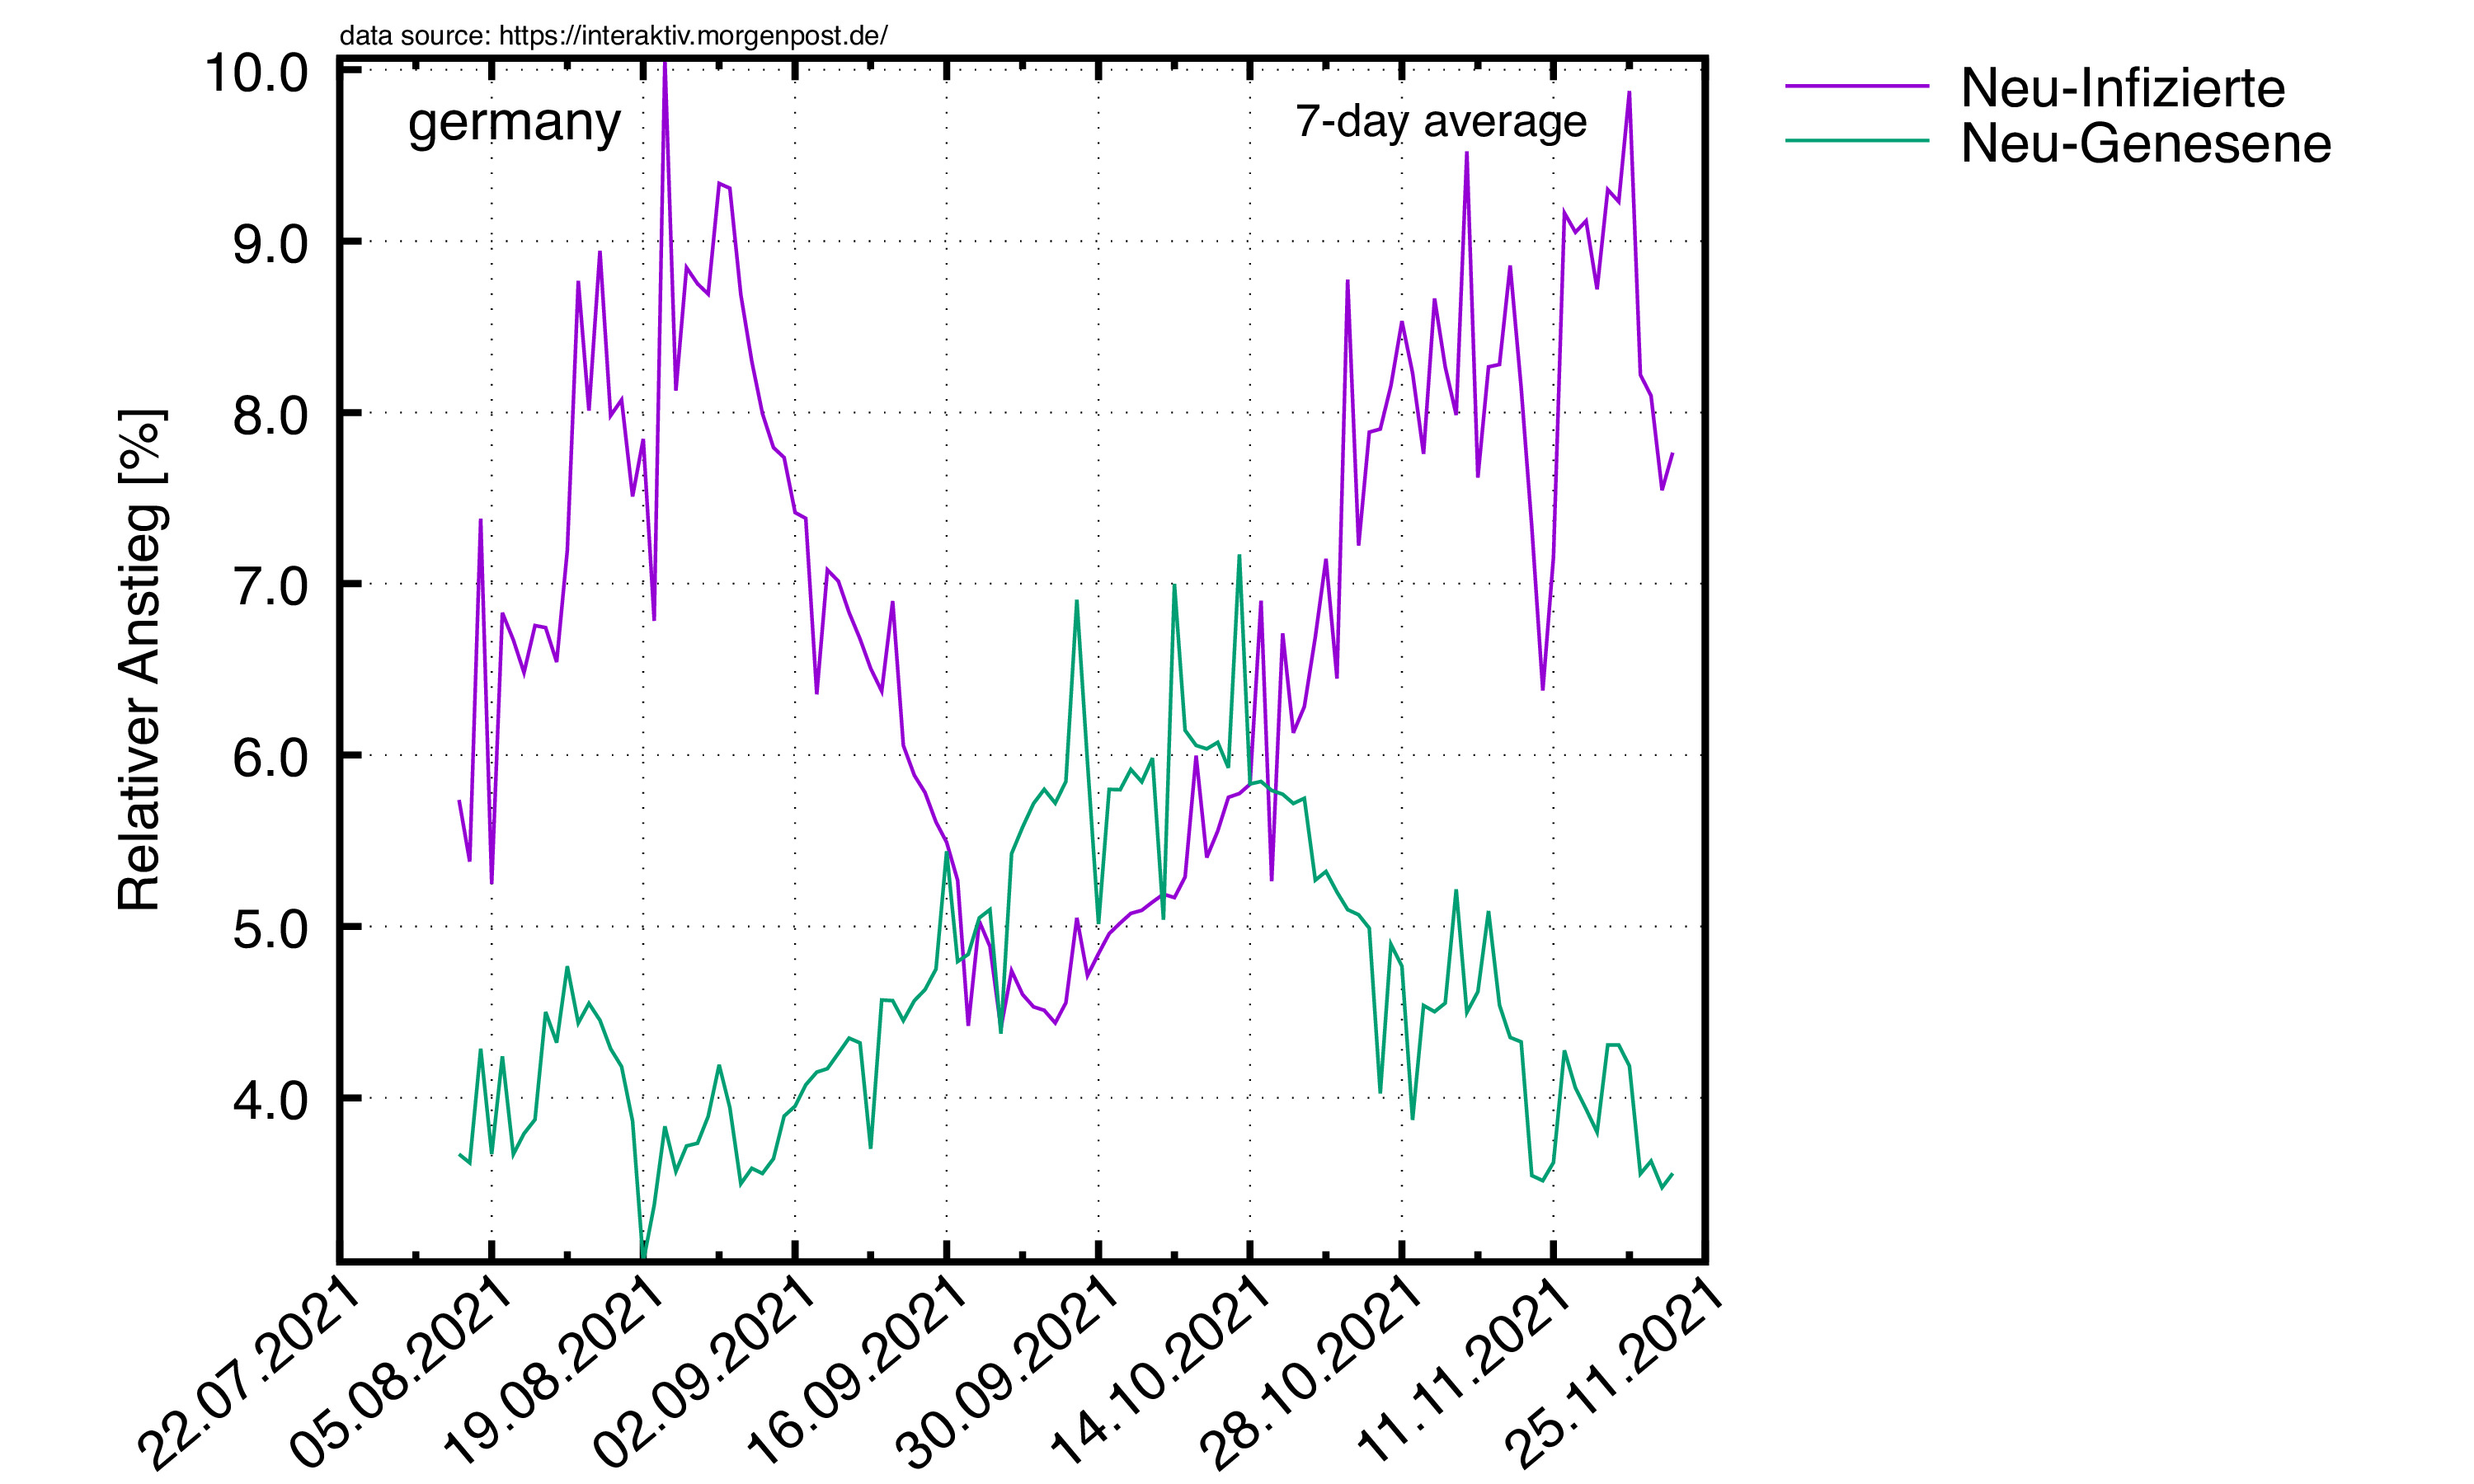 data source: https://interaktiv.morgenpost.de/
germany
7-day average
Neu-Infizierte
Neu-Genesene
Relativer Anstieg [%]
10.0
9.0
8.0
7.0
6.0
5.0
4.0
22.07.2021
05.08.2021
19.08.2021
02.09.2021
16.09.2021
30.09.2021
14.10.2021
28.10.2021
11.11.2021
25.11.2021